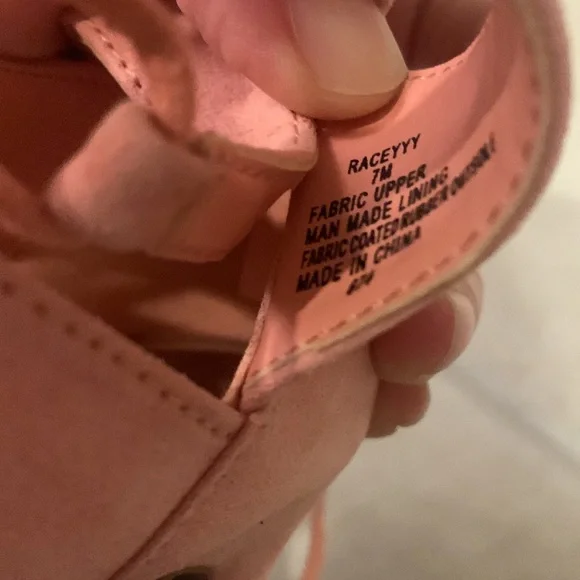 RACEYYY
7M
FABRIC UPPER
MAN MADE LINING
FABRIC COATED RUBBER OUTSOLE
MADE IN CHINA